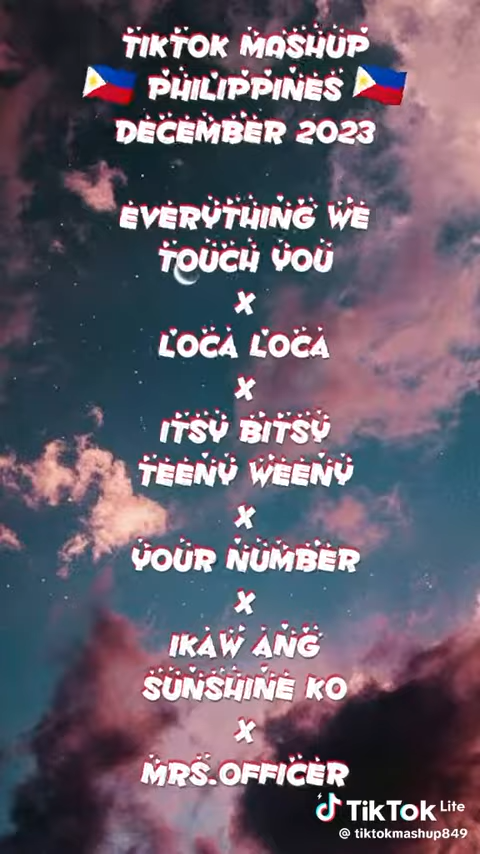 TIKTOK MASHUP
🇵🇭 PHILIPPINES 🇵🇭
DECEMBER 2023
EVERYTHING WE
TOUCH YOU
X
LOCA LOCA
X
ITSY BITSY
TEENY WEENY
X
YOUR NUMBER
X
IKAW ANG
SUNSHINE KO
X
MRS.OFFICER
TikTok Lite
@ tiktokmashup849